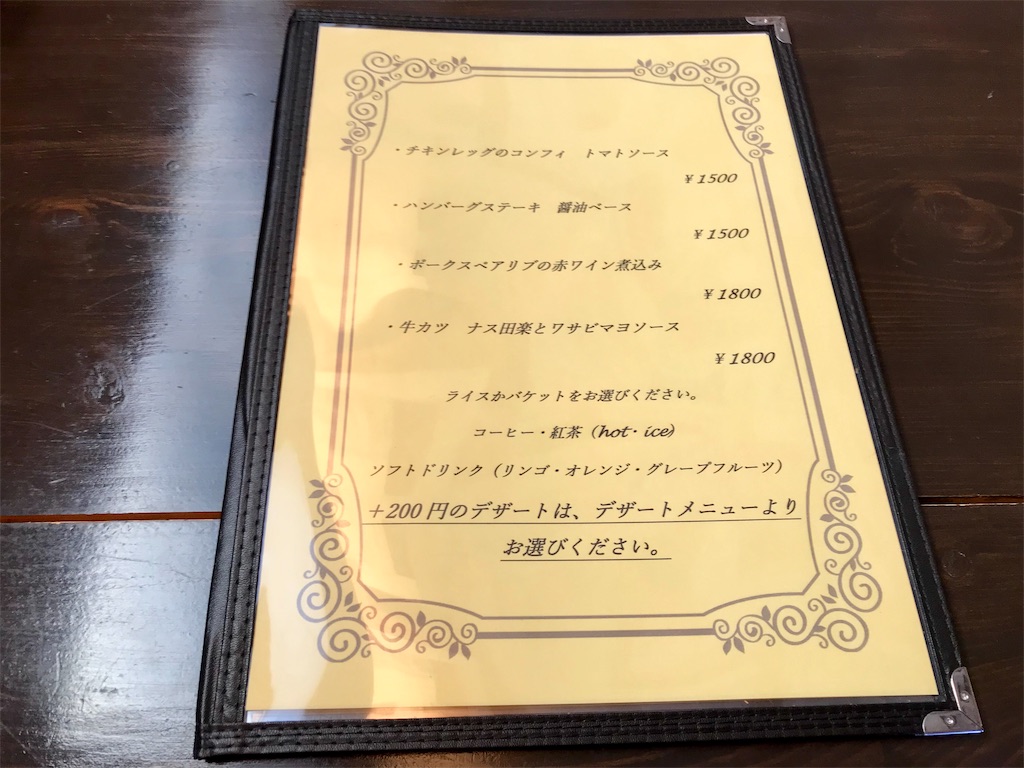 ・チキンレッグのコンフィ　トマトソース
￥1500
・ハンバーグステーキ　醤油ベース
￥1500
・ポークスペアリブの赤ワイン煮込み
￥1800
・牛カツ　ナス田楽とワサビマヨソース
￥1800
ライスかバケットをお選びください。
コーヒー・紅茶（hot・ice）
ソフトドリンク（リンゴ・オレンジ・グレープフルーツ）
＋200 円のデザートは、デザートメニューより
お選びください。